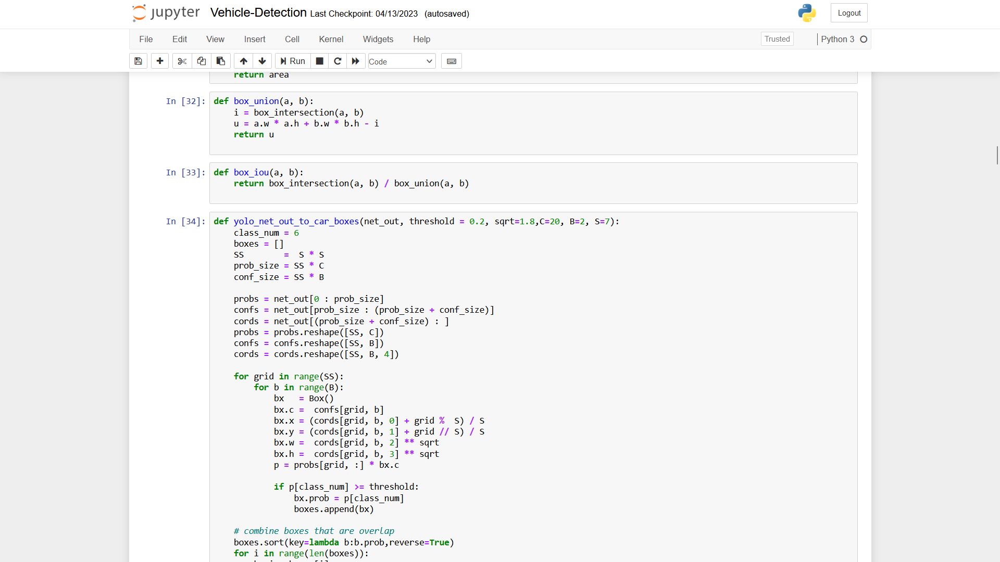 jupyter Vehicle-Detection Last Checkpoint: 04/13/2023 (autosaved) Logout
File Edit View Insert Cell Kernel Widgets Help Trusted Python 3
Run Code
    return area
In [32]: def box_union(a, b):
    i = box_intersection(a, b)
    u = a.w * a.h + b.w * b.h - i
    return u
In [33]: def box_iou(a, b):
    return box_intersection(a, b) / box_union(a, b)
In [34]: def yolo_net_out_to_car_boxes(net_out, threshold = 0.2, sqrt=1.8,C=20, B=2, S=7):
    class_num = 6
    boxes = []
    SS        =  S * S
    prob_size = SS * C
    conf_size = SS * B
    probs = net_out[0 : prob_size]
    confs = net_out[prob_size : (prob_size + conf_size)]
    cords = net_out[(prob_size + conf_size) : ]
    probs = probs.reshape([SS, C])
    confs = confs.reshape([SS, B])
    cords = cords.reshape([SS, B, 4])
    for grid in range(SS):
        for b in range(B):
            bx   = Box()
            bx.c =  confs[grid, b]
            bx.x = (cords[grid, b, 0] + grid %  S) / S
            bx.y = (cords[grid, b, 1] + grid // S) / S
            bx.w =  cords[grid, b, 2] ** sqrt
            bx.h =  cords[grid, b, 3] ** sqrt
            p = probs[grid, :] * bx.c
            if p[class_num] >= threshold:
                bx.prob = p[class_num]
                boxes.append(bx)
    # combine boxes that are overlap
    boxes.sort(key=lambda b:b.prob,reverse=True)
    for i in range(len(boxes)):